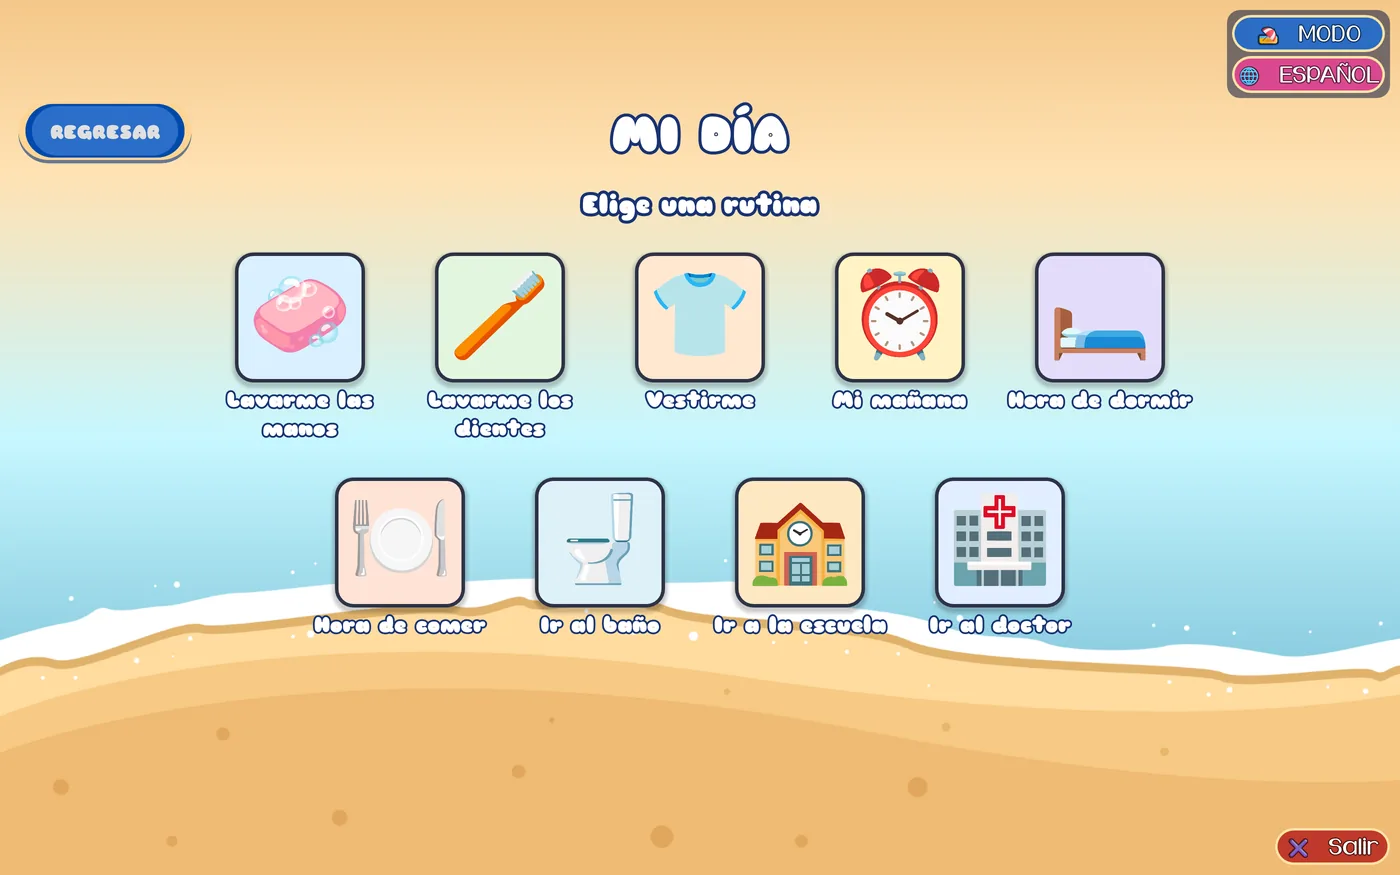 MODO
ESPAÑOL
REGRESAR
MI DÍA
Elige una rutina
Lavarme las
manos
Lavarme los
dientes
Vestirme
Mi mañana
Hora de dormir
Hora de comer
Ir al baño
Ir a la escuela
Ir al doctor
Salir